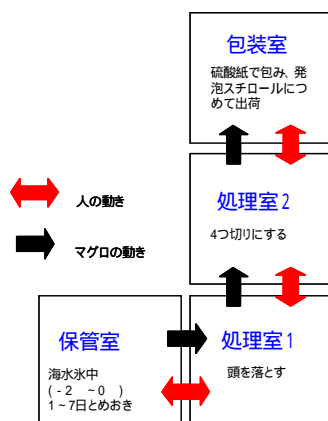 包装室
硫酸紙で包み、発
泡スチロールにつ
めて出荷
人の動き
マグロの動き
処理室2
4つ切りにする
保管室
海水氷中
(-2 ~0 )
1~7日とめおき
処理室1
頭を落とす